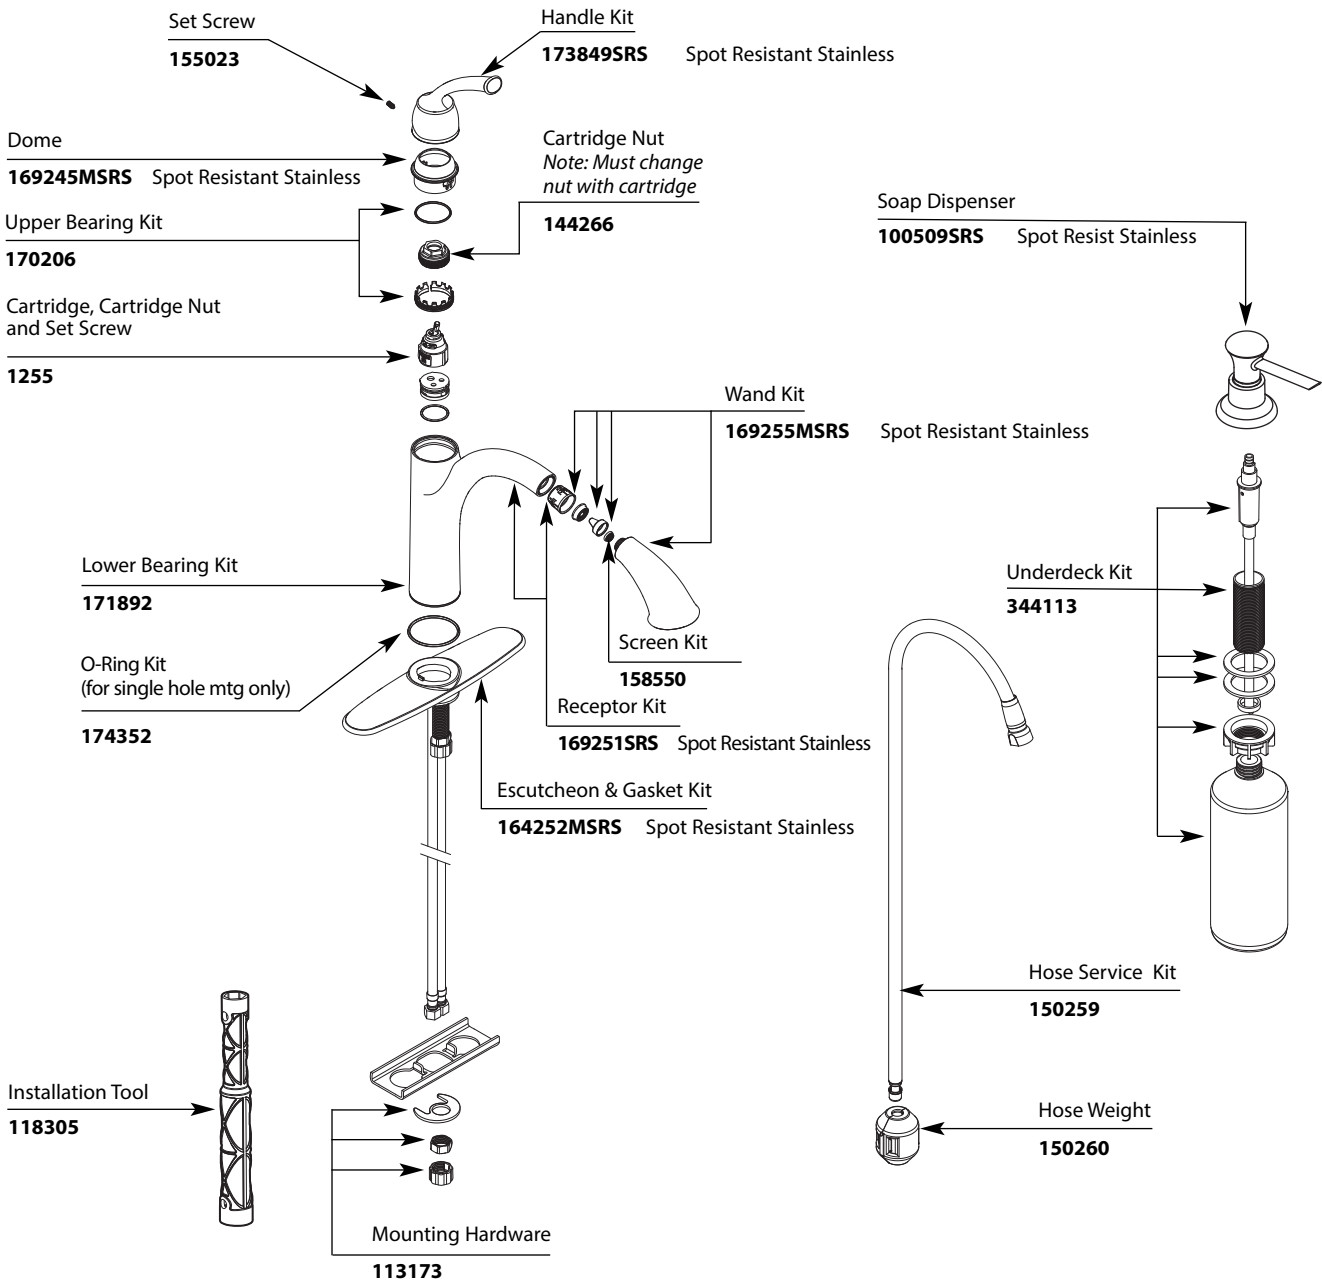 Set Screw
155023
Handle Kit
173849SRS Spot Resistant Stainless
Dome
169245MSRS Spot Resistant Stainless
Cartridge Nut
Note: Must change
nut with cartridge
144266
Upper Bearing Kit
170206
Cartridge, Cartridge Nut
and Set Screw
1255
Soap Dispenser
100509SRS Spot Resist Stainless
Wand Kit
169255MSRS Spot Resistant Stainless
Lower Bearing Kit
171892
Underdeck Kit
344113
O-Ring Kit
(for single hole mtg only)
174352
Screen Kit
158550
Receptor Kit
169251SRS Spot Resistant Stainless
Escutcheon & Gasket Kit
164252MSRS Spot Resistant Stainless
Hose Service Kit
150259
Installation Tool
118305
Hose Weight
150260
Mounting Hardware
113173